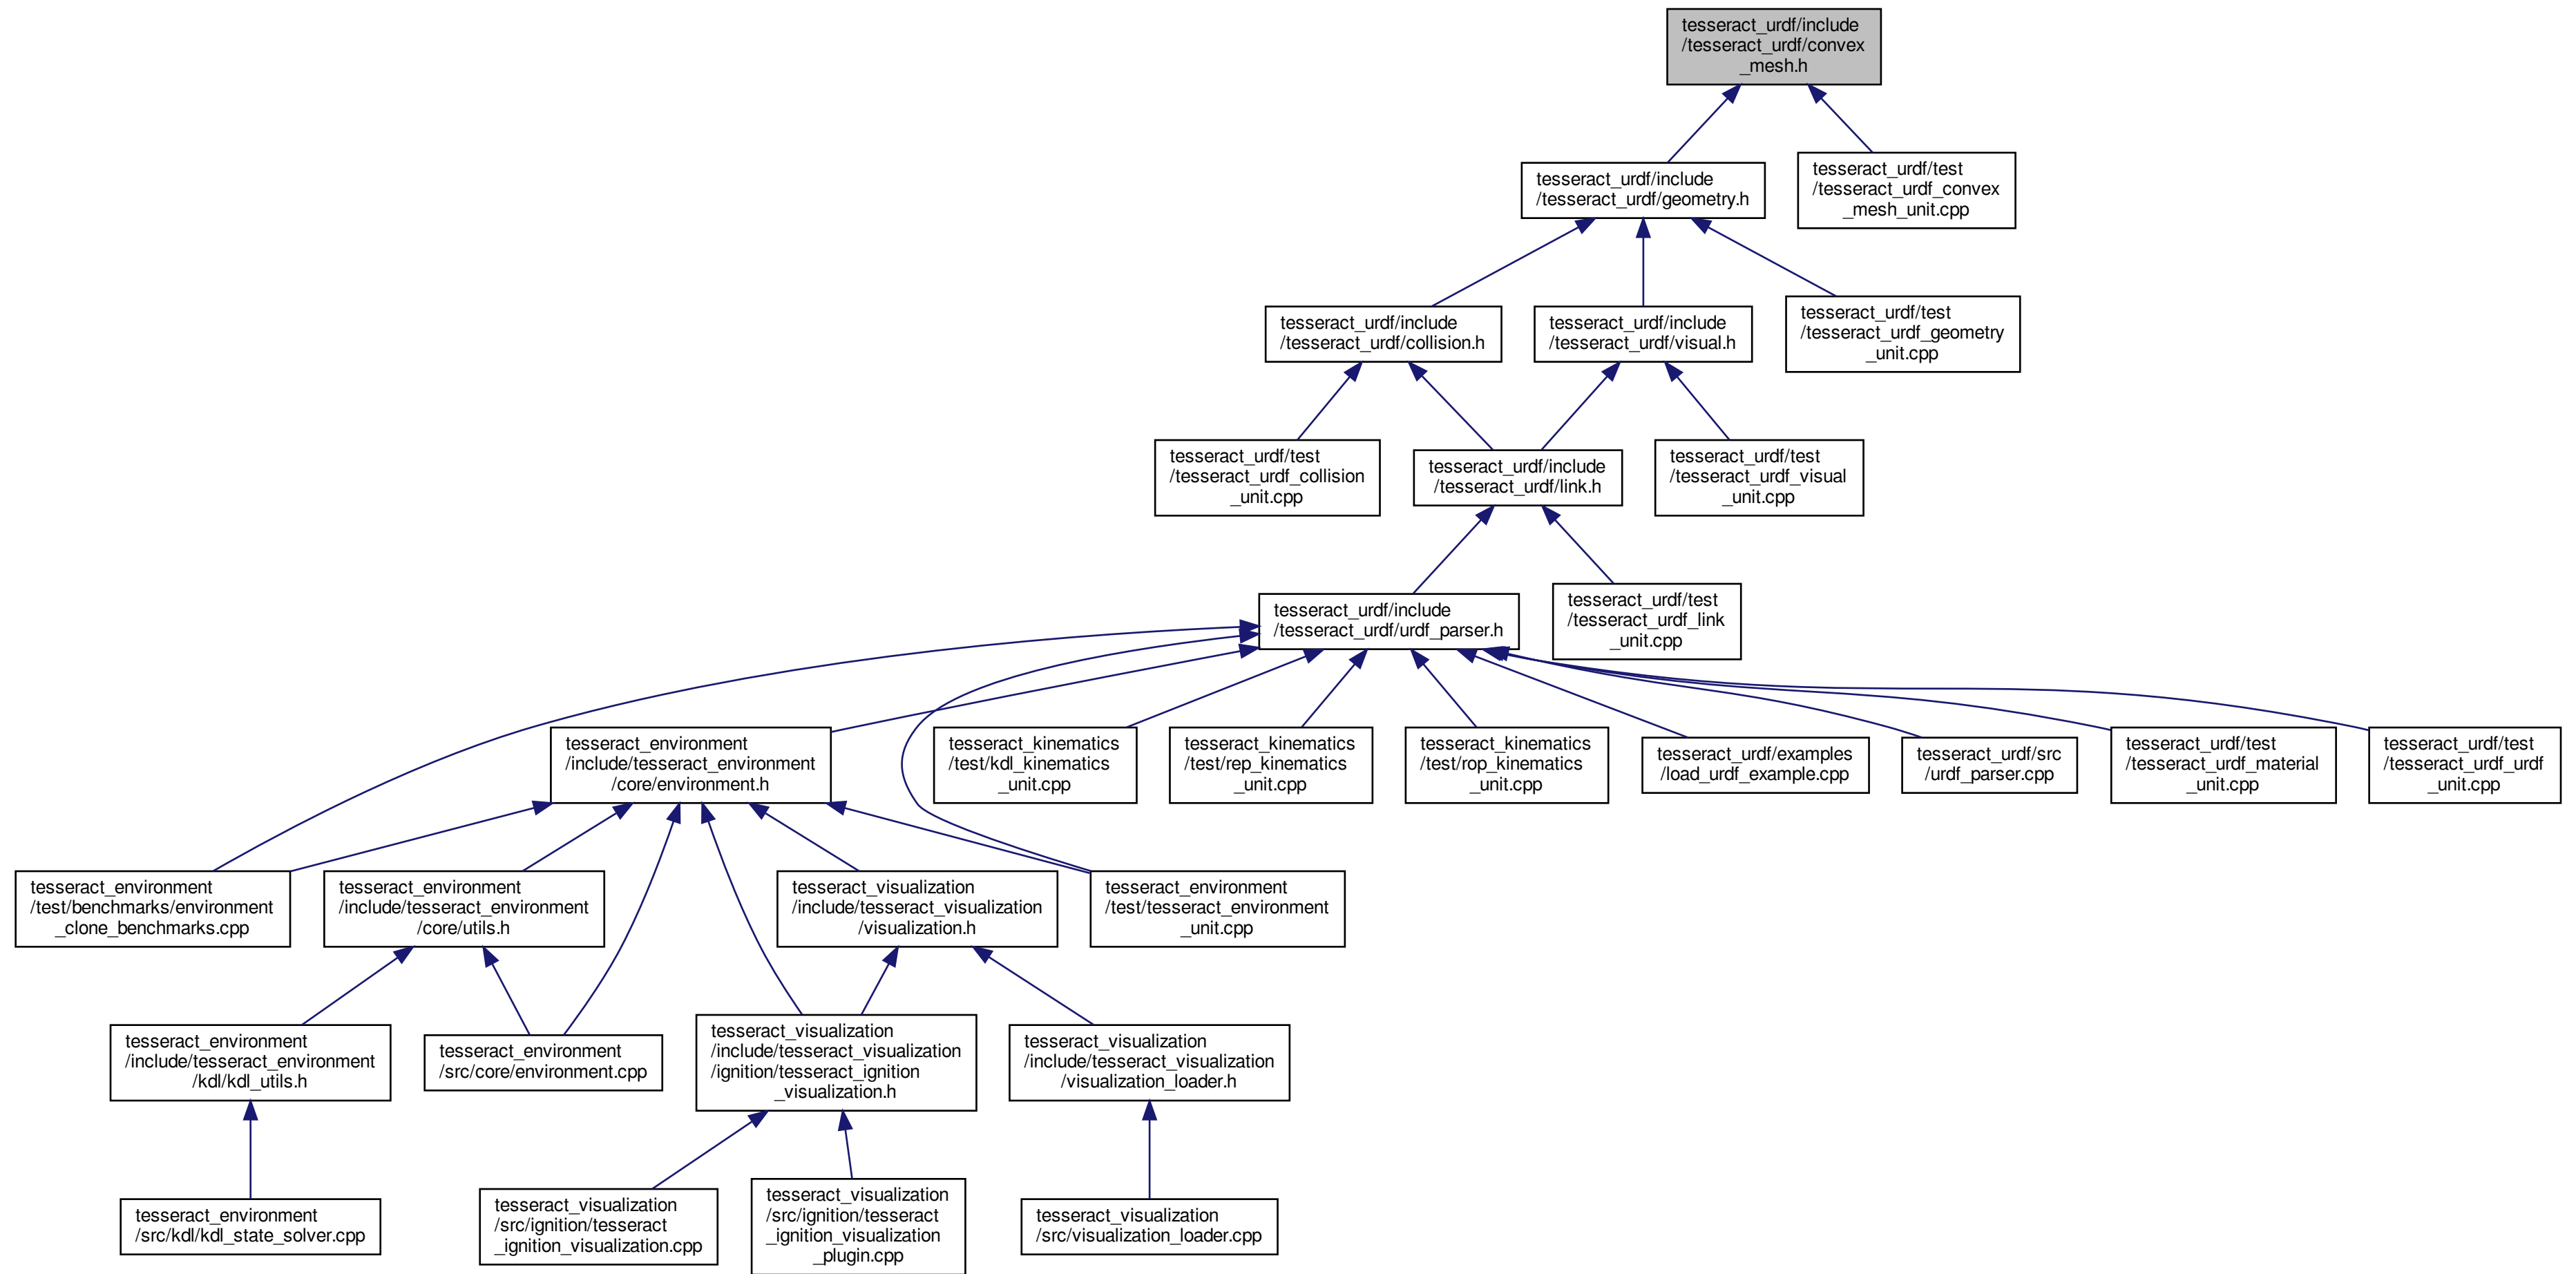 tesseract_urdf/include
/tesseract_urdf/convex
_mesh.h
tesseract_urdf/include
/tesseract_urdf/geometry.h
tesseract_urdf/test
/tesseract_urdf_convex
_mesh_unit.cpp
tesseract_urdf/include
/tesseract_urdf/collision.h
tesseract_urdf/include
/tesseract_urdf/visual.h
tesseract_urdf/test
/tesseract_urdf_geometry
_unit.cpp
tesseract_urdf/test
/tesseract_urdf_collision
_unit.cpp
tesseract_urdf/include
/tesseract_urdf/link.h
tesseract_urdf/test
/tesseract_urdf_visual
_unit.cpp
tesseract_urdf/include
/tesseract_urdf/urdf_parser.h
tesseract_urdf/test
/tesseract_urdf_link
_unit.cpp
tesseract_environment
/include/tesseract_environment
/core/environment.h
tesseract_kinematics
/test/kdl_kinematics
_unit.cpp
tesseract_kinematics
/test/rep_kinematics
_unit.cpp
tesseract_kinematics
/test/rop_kinematics
_unit.cpp
tesseract_urdf/examples
/load_urdf_example.cpp
tesseract_urdf/src
/urdf_parser.cpp
tesseract_urdf/test
/tesseract_urdf_material
_unit.cpp
tesseract_urdf/test
/tesseract_urdf_urdf
_unit.cpp
tesseract_environment
/test/benchmarks/environment
_clone_benchmarks.cpp
tesseract_environment
/include/tesseract_environment
/core/utils.h
tesseract_visualization
/include/tesseract_visualization
/visualization.h
tesseract_environment
/test/tesseract_environment
_unit.cpp
tesseract_environment
/include/tesseract_environment
/kdl/kdl_utils.h
tesseract_environment
/src/core/environment.cpp
tesseract_visualization
/include/tesseract_visualization
/ignition/tesseract_ignition
_visualization.h
tesseract_visualization
/include/tesseract_visualization
/visualization_loader.h
tesseract_environment
/src/kdl/kdl_state_solver.cpp
tesseract_visualization
/src/ignition/tesseract
_ignition_visualization.cpp
tesseract_visualization
/src/ignition/tesseract
_ignition_visualization
_plugin.cpp
tesseract_visualization
/src/visualization_loader.cpp